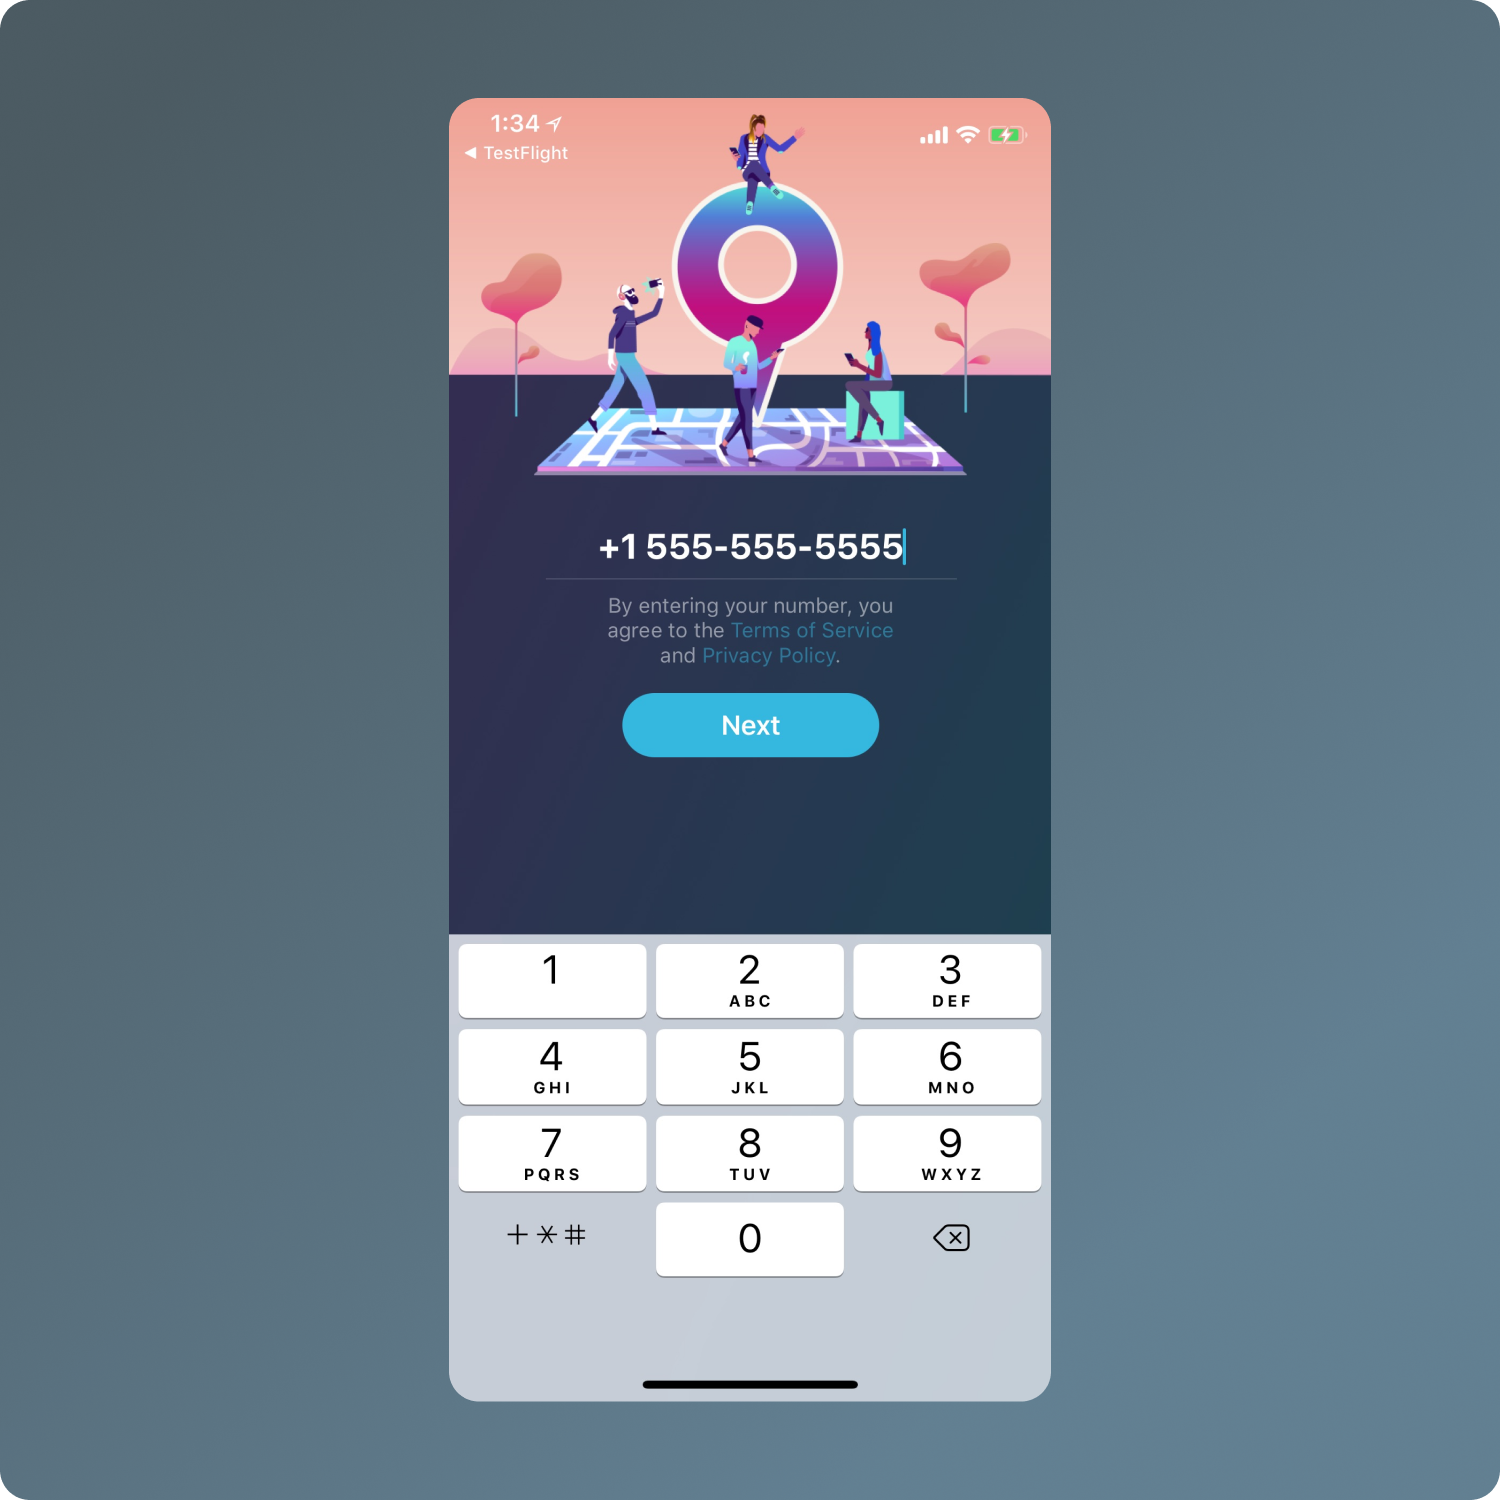 1:34
◀ TestFlight
+1 555-555-5555
By entering your number, you
agree to the Terms of Service
and Privacy Policy.
Next
1
2
ABC
3
DEF
4
GHI
5
JKL
6
MNO
7
PQRS
8
TUV
9
WXYZ
+*#
0